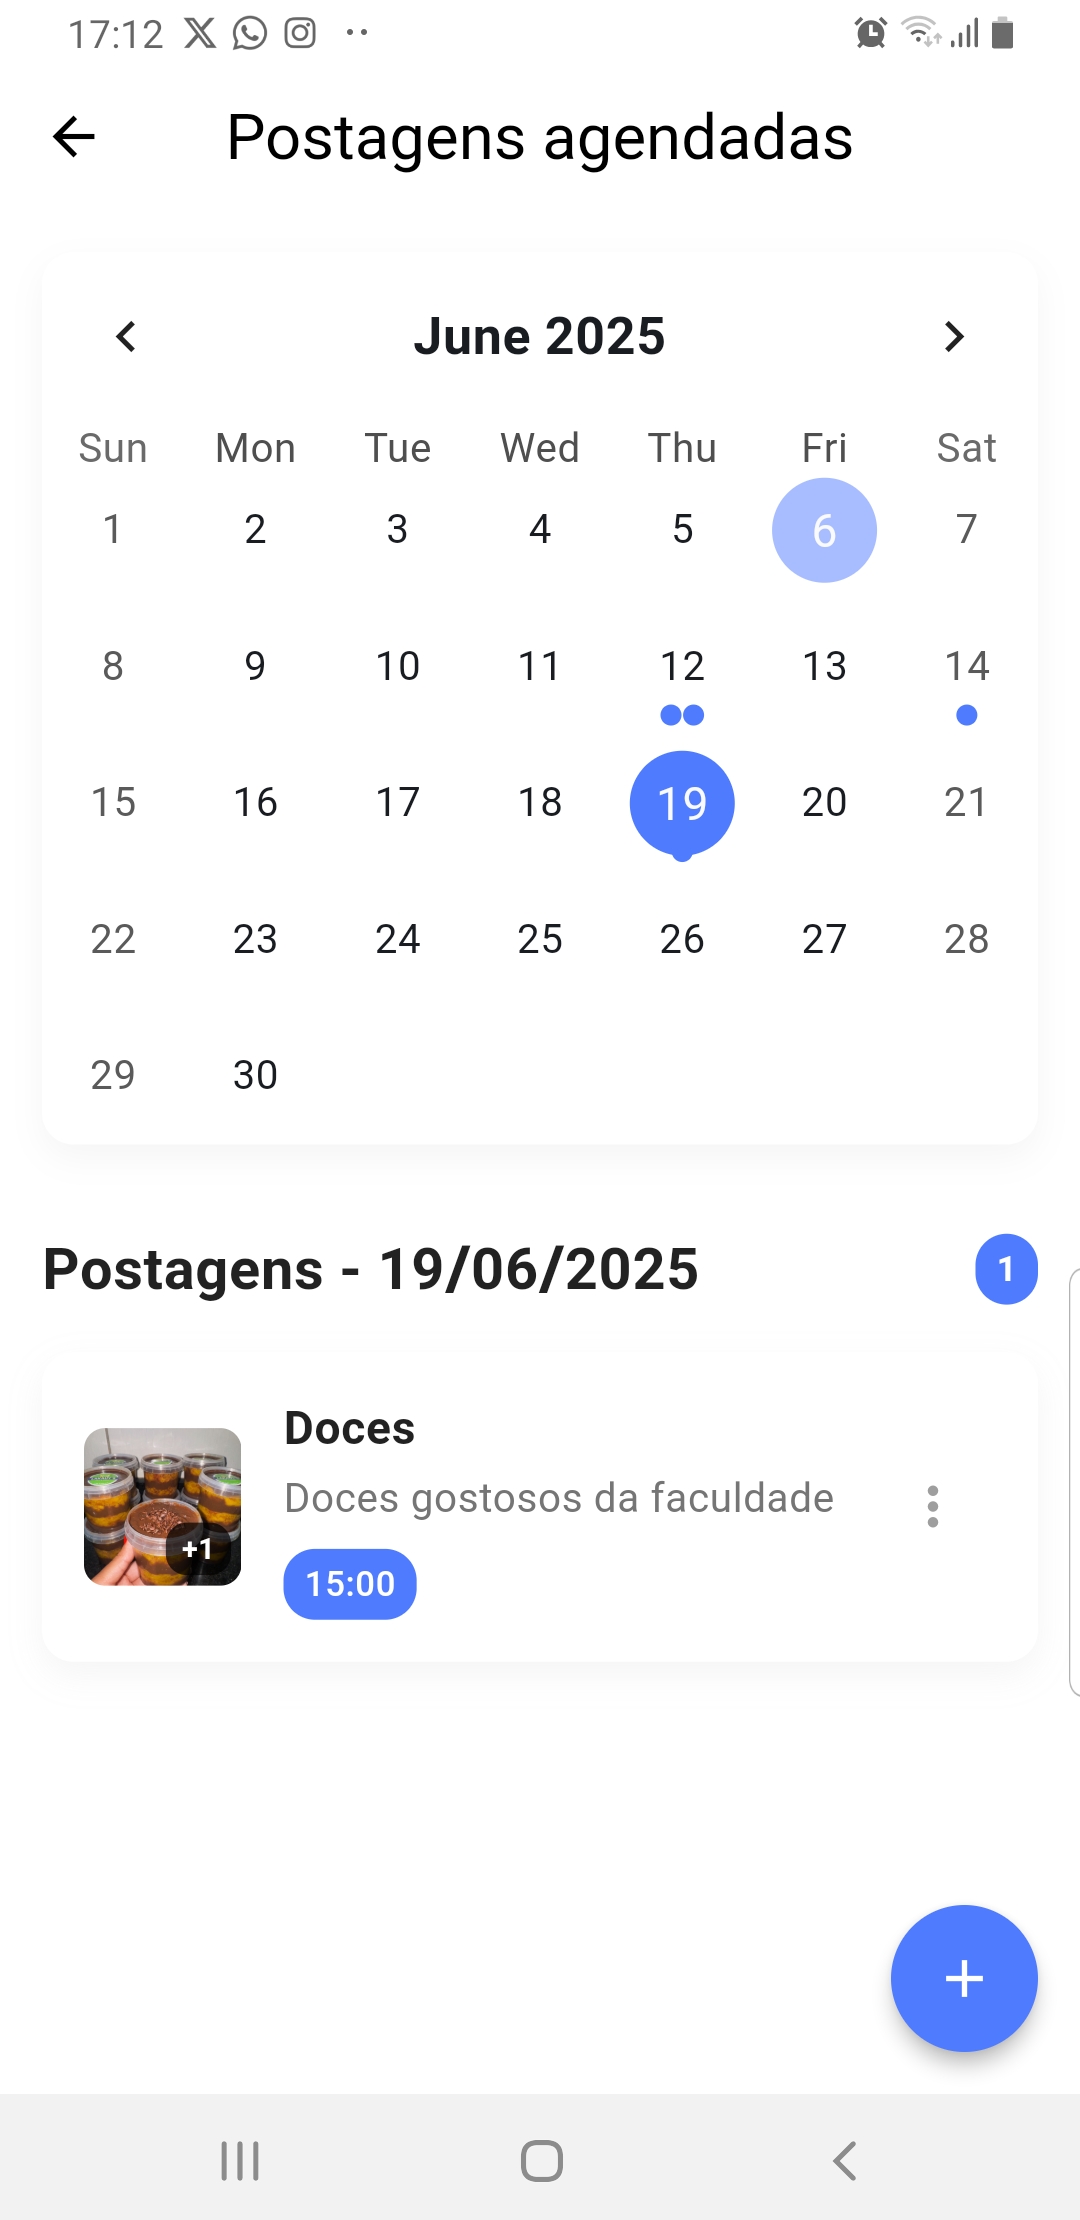 17:12
Postagens agendadas
June 2025
Sun Mon Tue Wed Thu Fri Sat
1 2 3 4 5 6 7
8 9 10 11 12 13 14
15 16 17 18 19 20 21
22 23 24 25 26 27 28
29 30
Postagens - 19/06/2025 1
Doces
Doces gostosos da faculdade
+1
15:00